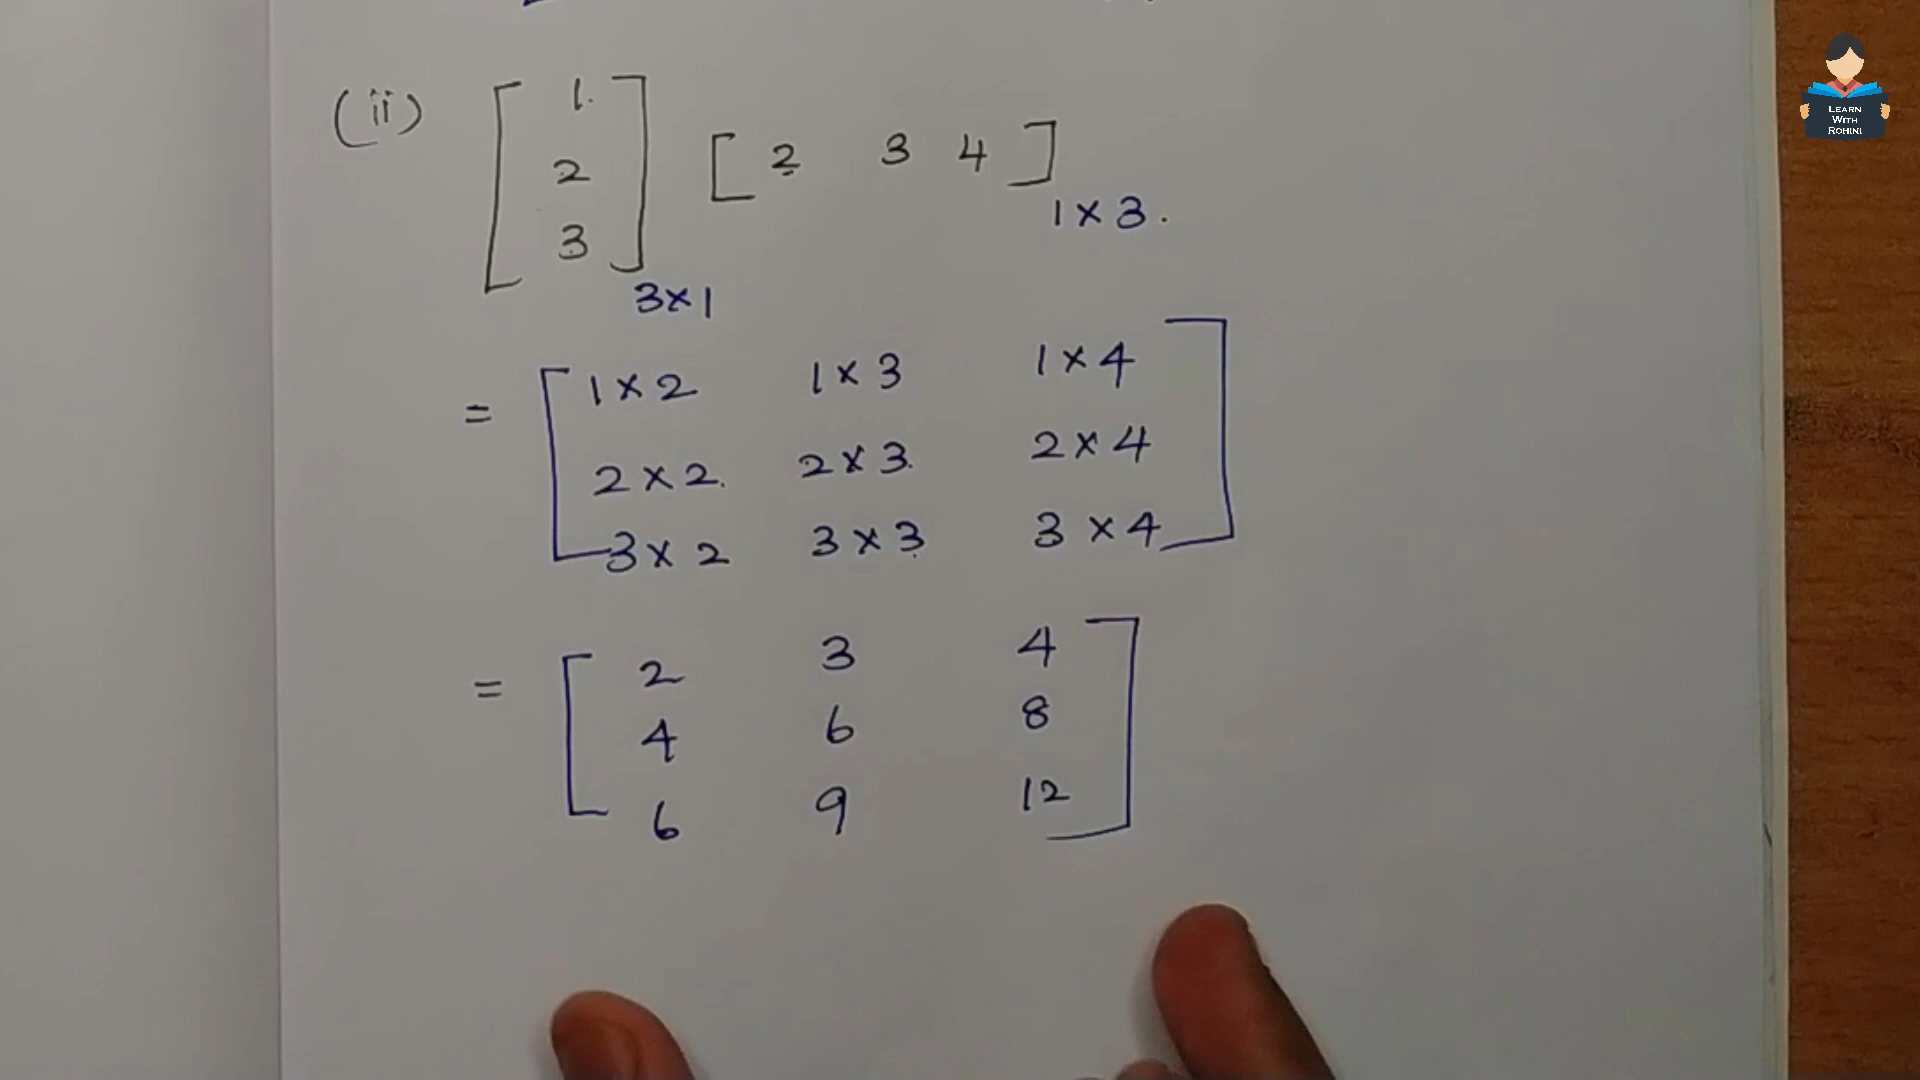 (ii) [ 1 2 3 ] 3×1 [ 2 3 4 ] 1×3.
= [ 1×2 1×3 1×4
2×2. 2×3. 2×4
3×2 3×3 3×4 ]
= [ 2 3 4
4 6 8
6 9 12 ]
LEARN
WITH
ROHINI